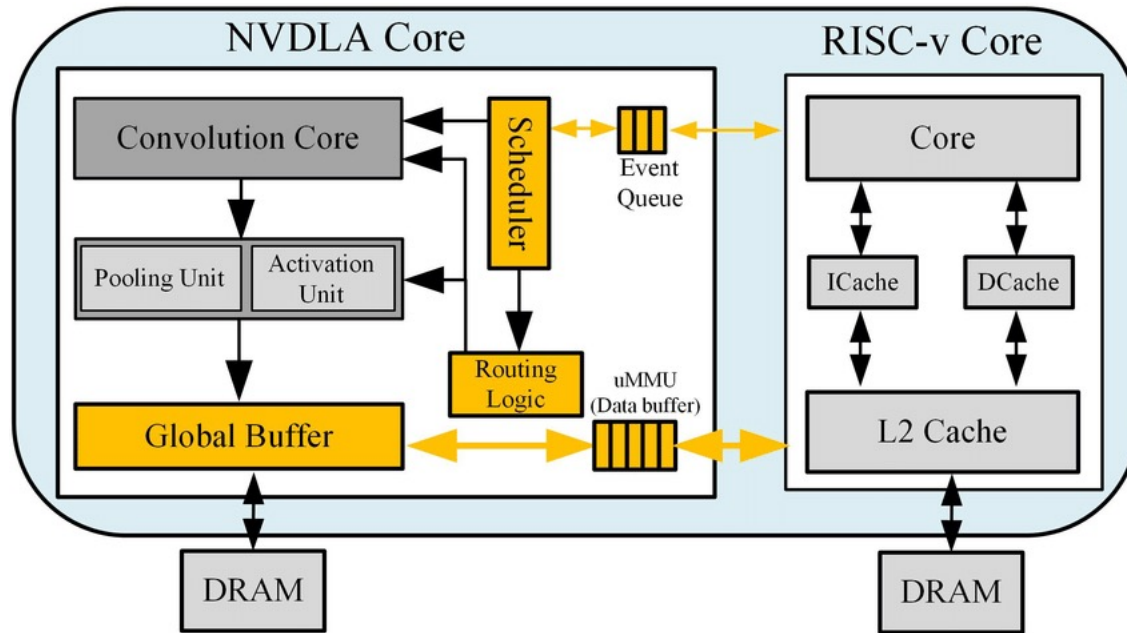 NVDLA Core
RISC-v Core
Convolution Core
Scheduler
Event
Queue
Core
Pooling Unit
Activation
Unit
ICache
DCache
Routing
Logic
uMMU
(Data buffer)
Global Buffer
L2 Cache
DRAM
DRAM